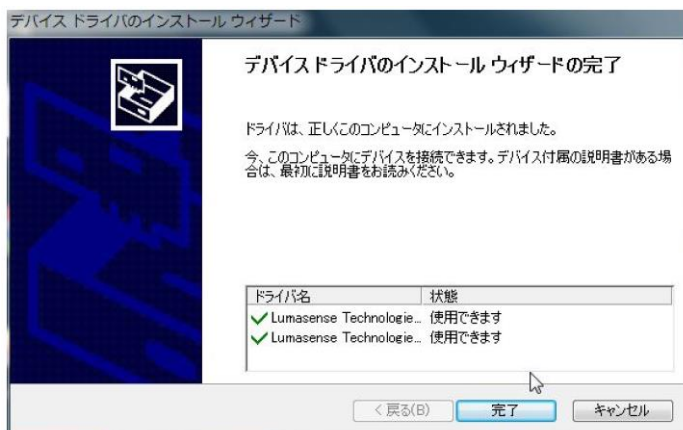 デバイス ドライバのインストール ウィザード
デバイス ドライバのインストール ウィザードの完了
ドライバは、正しくこのコンピュータにインストールされました。
今、このコンピュータにデバイスを接続できます。デバイス付属の説明書がある場
合は、最初に説明書をお読みください。
ドライバ名 状態
Lumasense Technologie... 使用できます
Lumasense Technologie... 使用できます
< 戻る(B) 完了 キャンセル